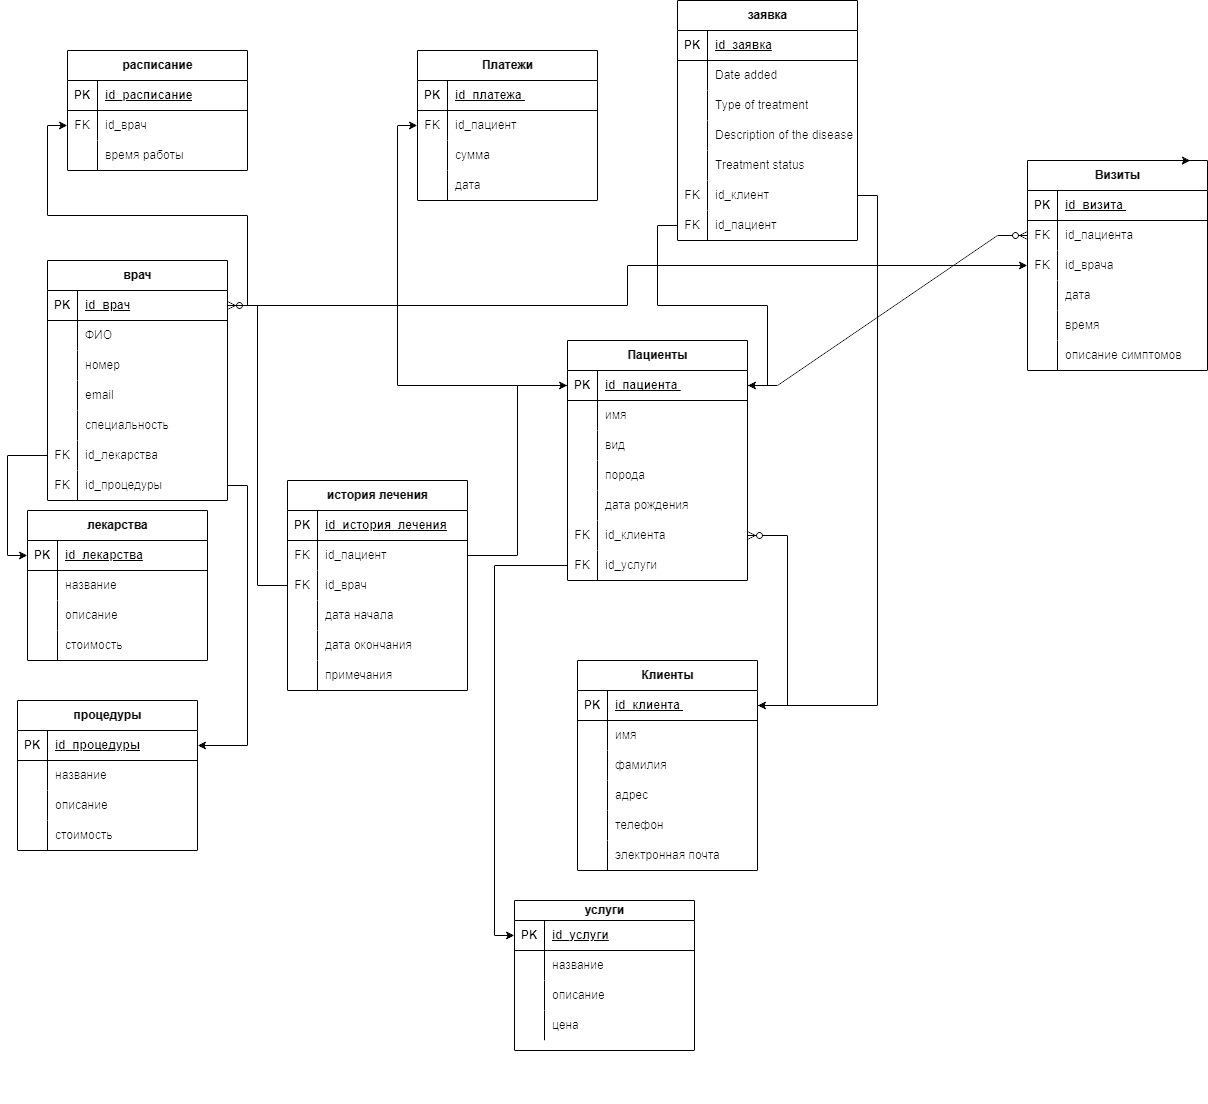 заявка
PK id_заявка
Date added
Type of treatment
Description of the disease
Treatment status
FK id_клиент
FK id_пациент
расписание
PK id_расписание
FK id_врач
время работы
Платежи
PK id_платежа
FK id_пациент
сумма
дата
Визиты
PK id_визита
FK id_пациента
FK id_врача
дата
время
описание симптомов
врач
PK id_врач
ФИО
номер
email
специальность
FK id_лекарства
FK id_процедуры
Пациенты
PK id_пациента
имя
вид
порода
дата рождения
FK id_клиента
FK id_услуги
история лечения
PK id_история_лечения
FK id_пациент
FK id_врач
дата начала
дата окончания
примечания
лекарства
PK id_лекарства
название
описание
стоимость
Клиенты
PK id_клиента
имя
фамилия
адрес
телефон
электронная почта
процедуры
PK id_процедуры
название
описание
стоимость
услуги
PK id_услуги
название
описание
цена